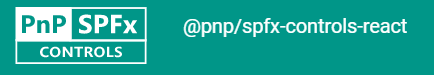 PnP SPFx
CONTROLS
@pnp/spfx-controls-react